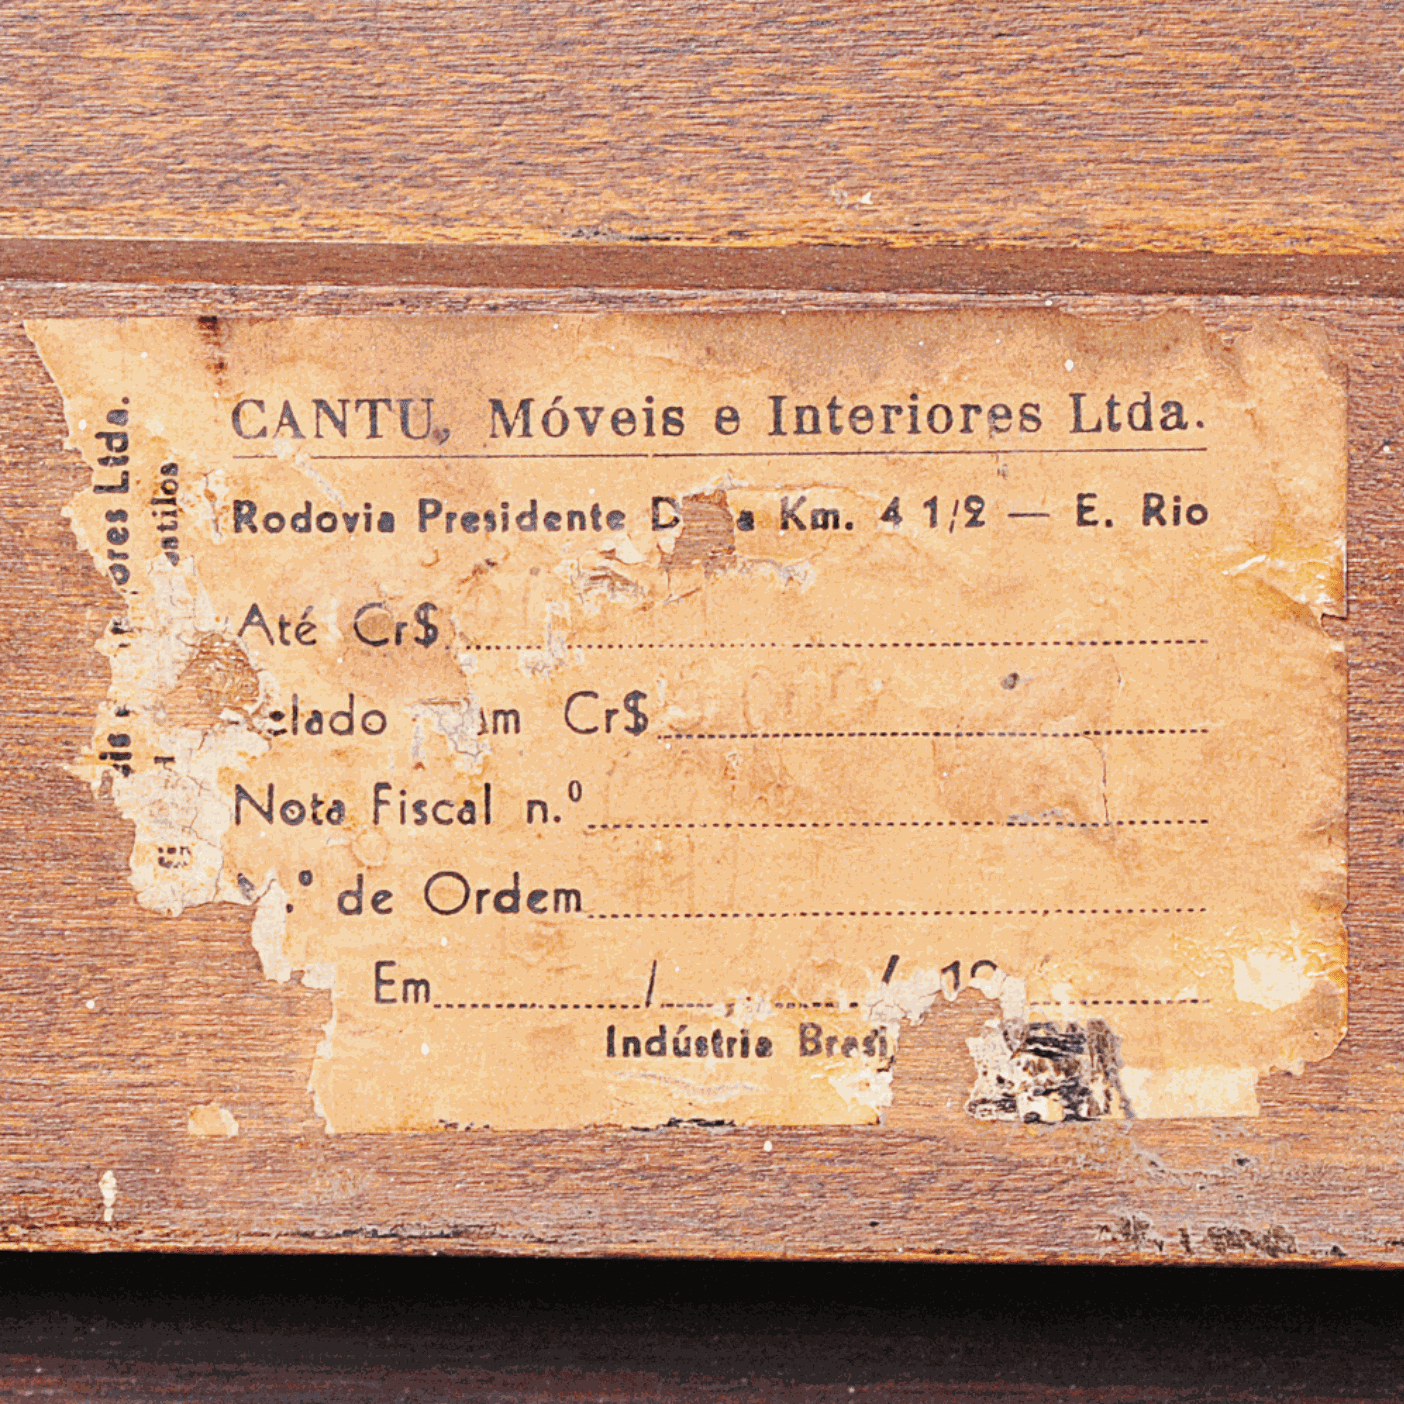 CANTU, Móveis e Interiores Ltda.
Rodovia Presidente Km. 4 1/2 — E. Rio
Até Cr$
Cr$
Nota Fiscal n.º
de Ordem
Em / /
Indústria
Ltda.